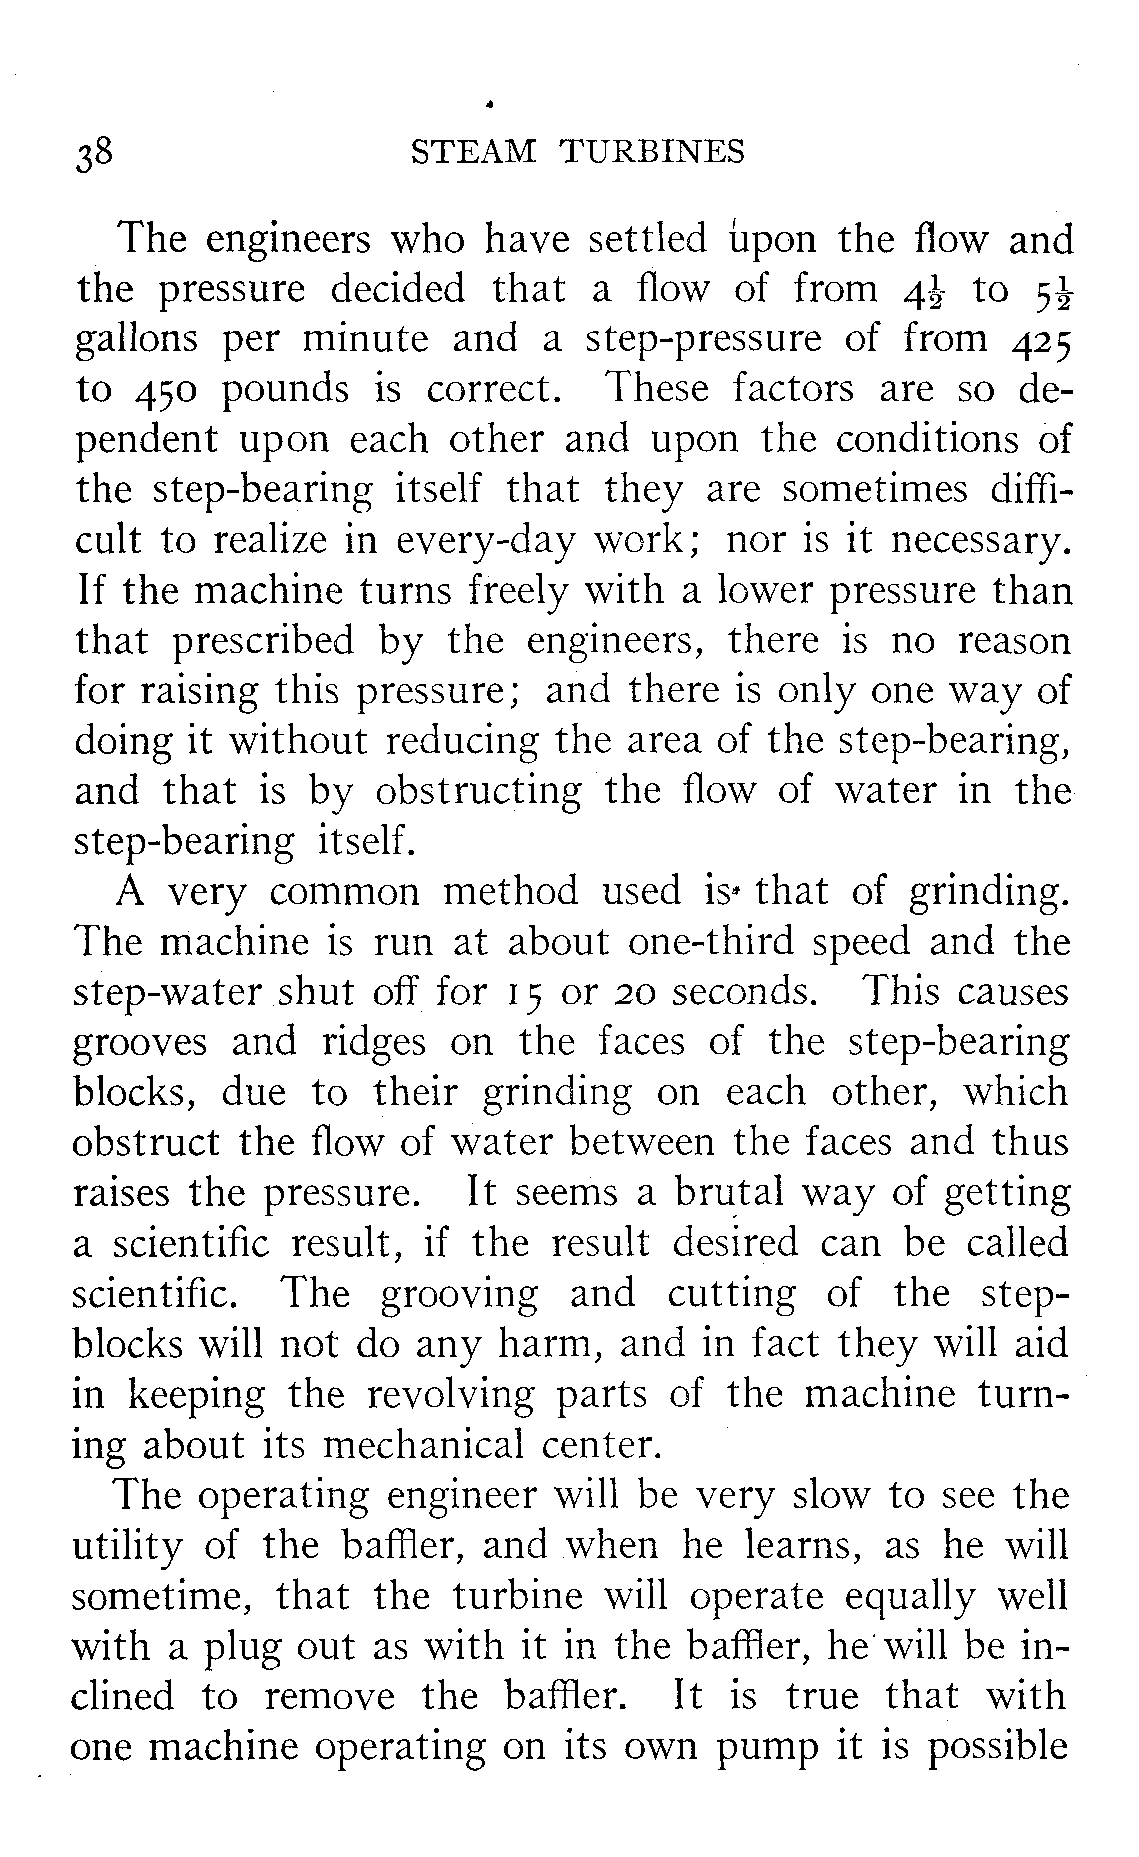 38 STEAM TURBINES
The engineers who have settled upon the flow and
the pressure decided that a flow of from 4½ to 5½
gallons per minute and a step-pressure of from 425
to 450 pounds is correct. These factors are so de-
pendent upon each other and upon the conditions of
the step-bearing itself that they are sometimes diffi-
cult to realize in every-day work; nor is it necessary.
If the machine turns freely with a lower pressure than
that prescribed by the engineers, there is no reason
for raising this pressure; and there is only one way of
doing it without reducing the area of the step-bearing,
and that is by obstructing the flow of water in the
step-bearing itself.
A very common method used is that of grinding.
The machine is run at about one-third speed and the
step-water shut off for 15 or 20 seconds. This causes
grooves and ridges on the faces of the step-bearing
blocks, due to their grinding on each other, which
obstruct the flow of water between the faces and thus
raises the pressure. It seems a brutal way of getting
a scientific result, if the result desired can be called
scientific. The grooving and cutting of the step-
blocks will not do any harm, and in fact they will aid
in keeping the revolving parts of the machine turn-
ing about its mechanical center.
The operating engineer will be very slow to see the
utility of the baffler, and when he learns, as he will
sometime, that the turbine will operate equally well
with a plug out as with it in the baffler, he will be in-
clined to remove the baffler. It is true that with
one machine operating on its own pump it is possible